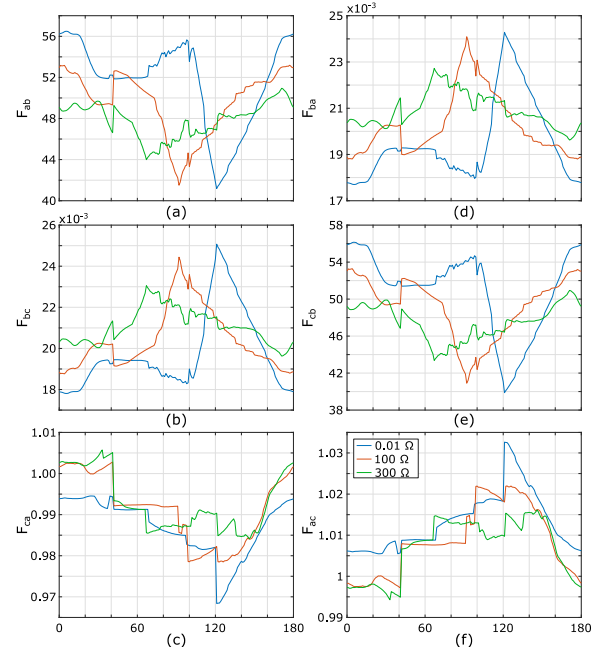 56
52
48
44
40
F_ab
(a)
24 ×10⁻³
23
21
19
17
F_ba
(d)
26 ×10⁻³
24
22
20
18
F_bc
(b)
58
54
50
46
42
38
F_cb
(e)
1.01
1.00
0.99
0.98
0.97
F_ca
0 60 120 180
(c)
1.03
1.02
1.01
1
0.99
F_ac
0.01 Ω
100 Ω
300 Ω
0 60 120 180
(f)